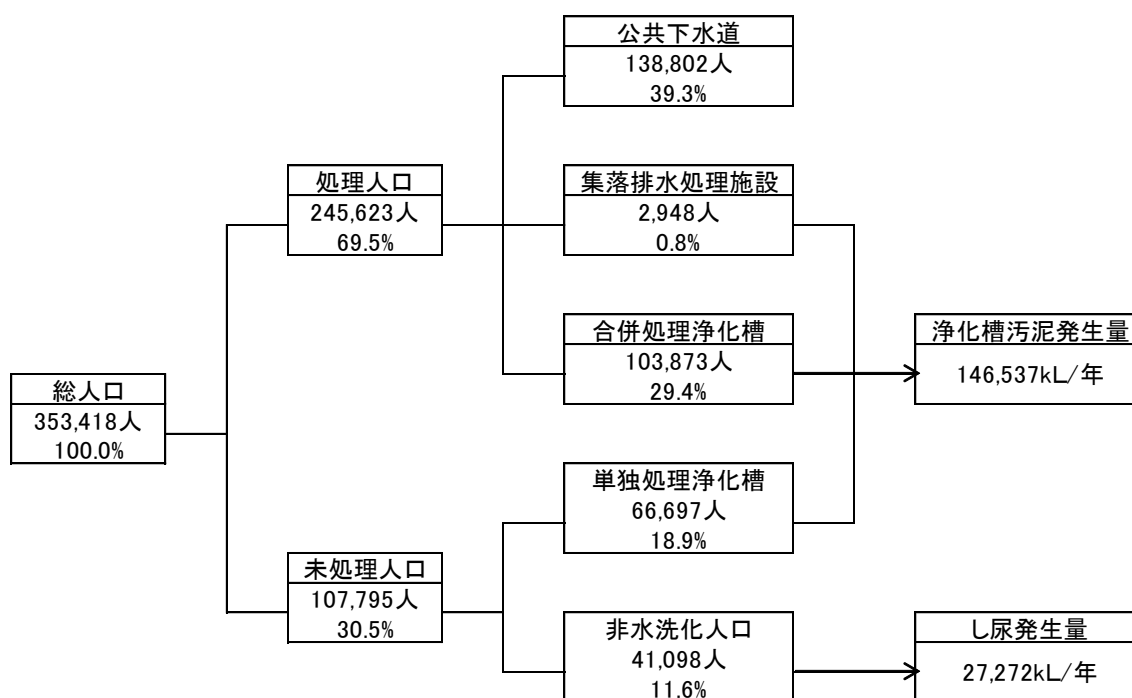 公共下水道
138,802人
39.3%
処理人口
245,623人
69.5%
集落排水処理施設
2,948人
0.8%
合併処理浄化槽
103,873人
29.4%
浄化槽汚泥発生量
146,537kL/年
総人口
353,418人
100.0%
単独処理浄化槽
66,697人
18.9%
未処理人口
107,795人
30.5%
非水洗化人口
41,098人
11.6%
し尿発生量
27,272kL/年